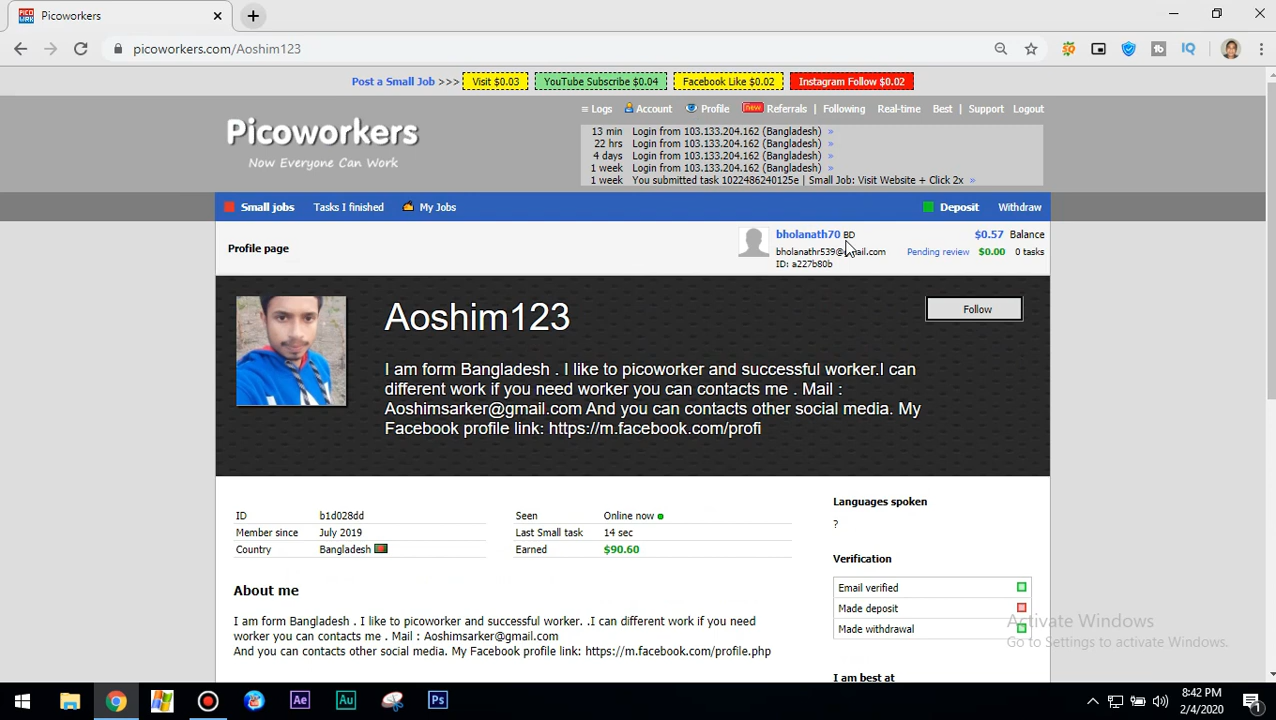 Picoworkers
picoworkers.com/Aoshim123
Post a Small Job >>> Visit $0.03 YouTube Subscribe $0.04 Facebook Like $0.02 Instagram Follow $0.02
≡ Logs Account Profile new Referrals | Following Real-time Best | Support Logout
Picoworkers
Now Everyone Can Work
13 min Login from 103.133.204.162 (Bangladesh) »
22 hrs Login from 103.133.204.162 (Bangladesh) »
4 days Login from 103.133.204.162 (Bangladesh) »
1 week Login from 103.133.204.162 (Bangladesh) »
1 week You submitted task 1022486240125e | Small Job: Visit Website + Click 2x »
Small jobs Tasks I finished My Jobs Deposit Withdraw
Profile page
bholanath70 BD $0.57 Balance
bholanathr539@gmail.com Pending review $0.00 0 tasks
ID: a227b80b
Aoshim123
Follow
I am form Bangladesh . I like to picoworker and successful worker.I can
different work if you need worker you can contacts me . Mail :
Aoshimsarker@gmail.com And you can contacts other social media. My
Facebook profile link: https://m.facebook.com/profi
ID b1d028dd
Member since July 2019
Country Bangladesh
Seen Online now
Last Small task 14 sec
Earned $90.60
Languages spoken
?
Verification
Email verified
Made deposit
Made withdrawal
I am best at
About me
I am form Bangladesh . I like to picoworker and successful worker. .I can different work if you need
worker you can contacts me . Mail : Aoshimsarker@gmail.com
And you can contacts other social media. My Facebook profile link: https://m.facebook.com/profile.php
Activate Windows
Go to Settings to activate Windows.
Ae Au Ps
8:42 PM
2/4/2020